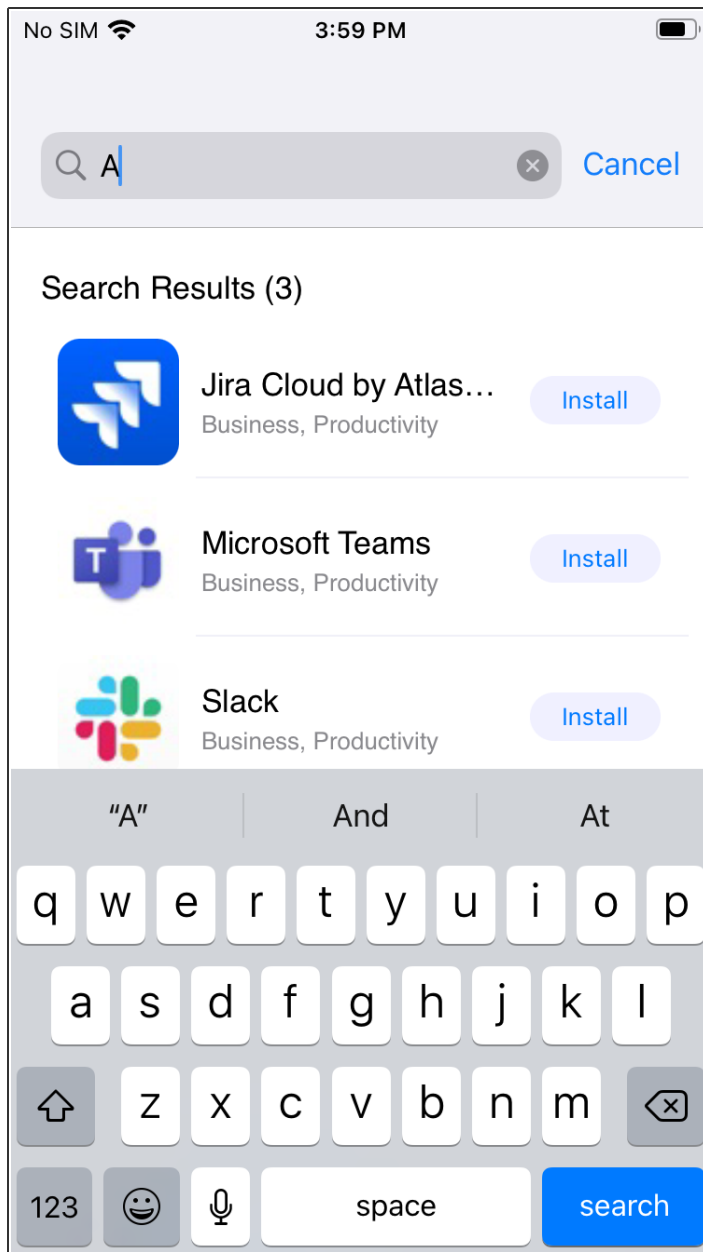 No SIM 3:59 PM
A Cancel
Search Results (3)
Jira Cloud by Atlas...
Business, Productivity
Install
T
Microsoft Teams
Business, Productivity
Install
Slack
Business, Productivity
Install
“A” And At
q w e r t y u i o p
a s d f g h j k l
z x c v b n m
123 space search